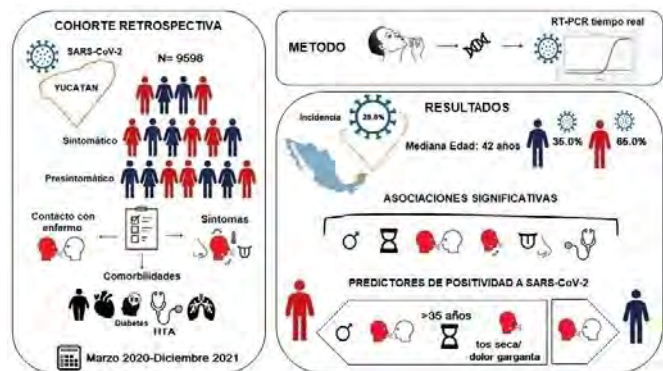 COHORTE RETROSPECTIVA
SARS-CoV-2
N= 9598
YUCATAN
Sintomático
Presintomático
Contacto con
enfermo
Síntomas
Comorbilidades
Diabetes
HTA
Marzo 2020-Diciembre 2021
METODO
RT-PCR tiempo real
RESULTADOS
Incidencia
Mediana Edad: 42 años
35.0%
65.0%
ASOCIACIONES SIGNIFICATIVAS
PREDICTORES DE POSITIVIDAD A SARS-CoV-2
>35 años
tos seca/
dolor garganta